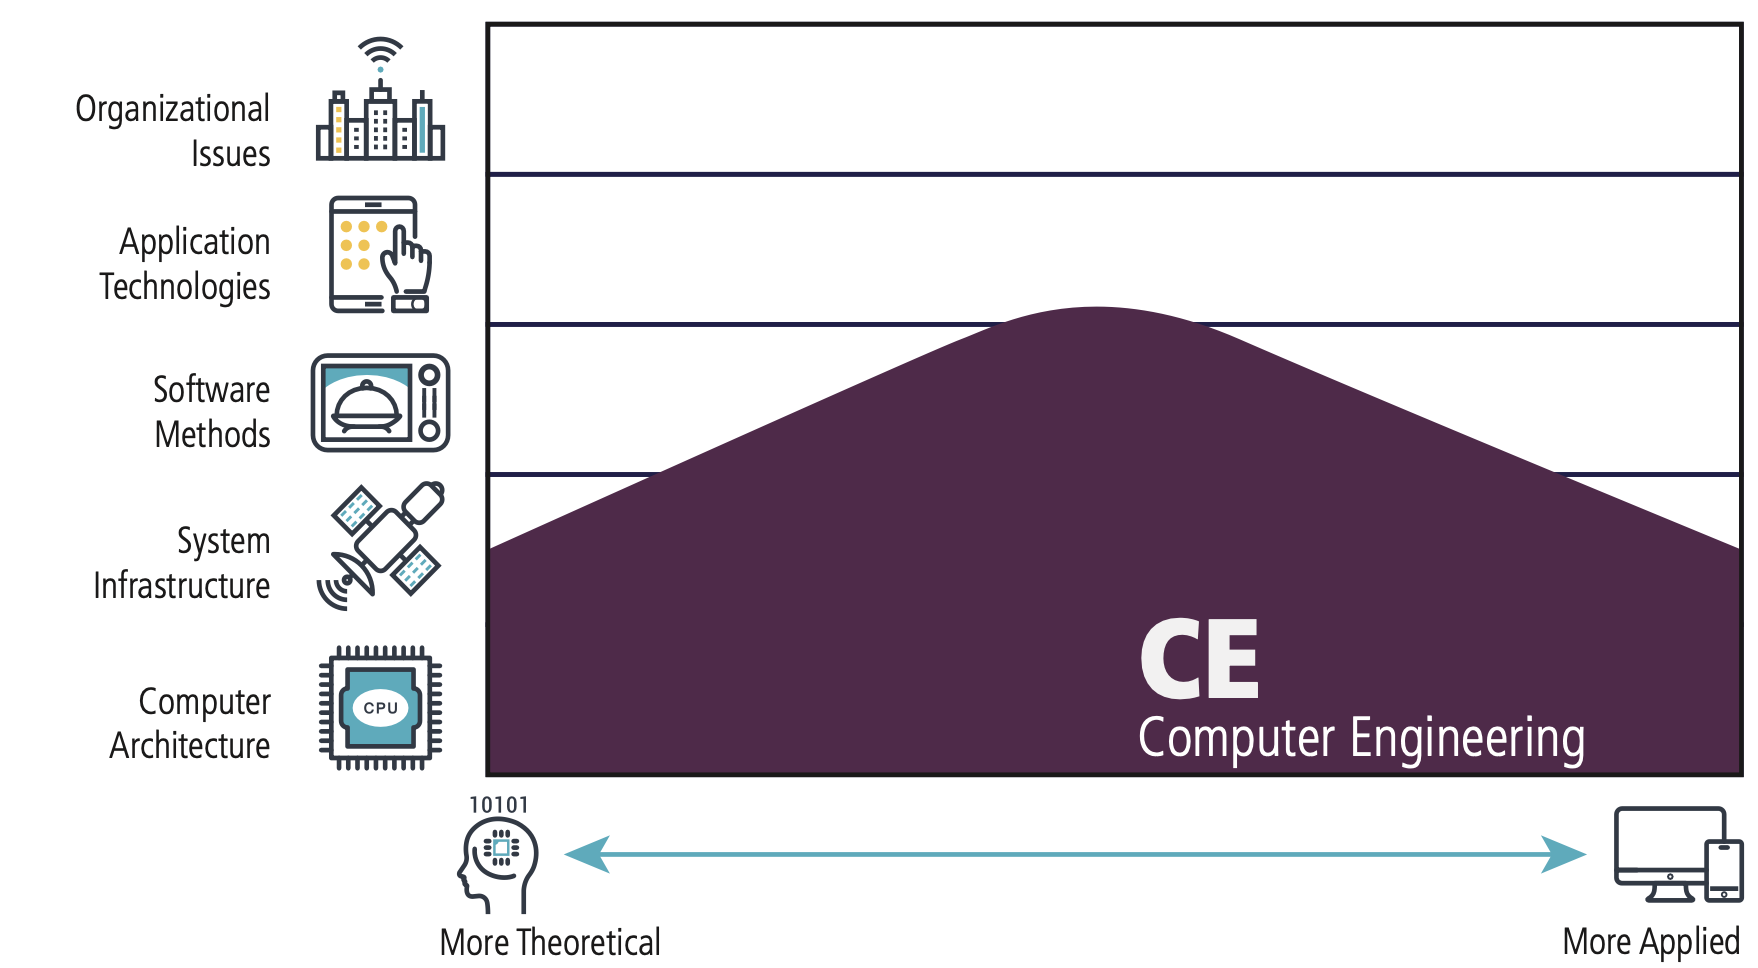 Organizational
Issues
Application
Technologies
Software
Methods
System
Infrastructure
Computer
Architecture
CPU
CE
Computer Engineering
10101
More Theoretical
More Applied